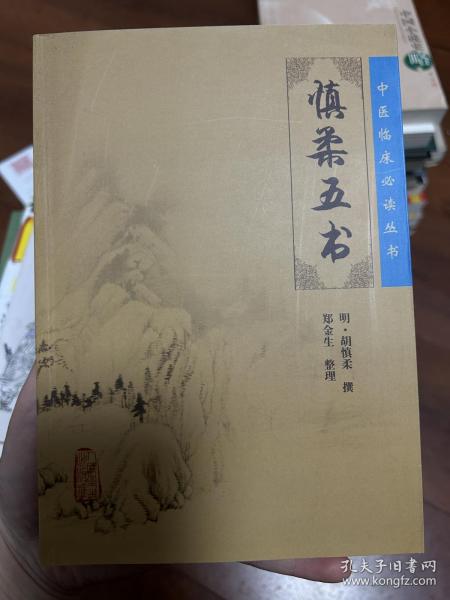 中医临床必读丛书
慎柔五书
明·胡慎柔 撰
郑金生 整理
孔夫子旧书网
www.kongfz.com